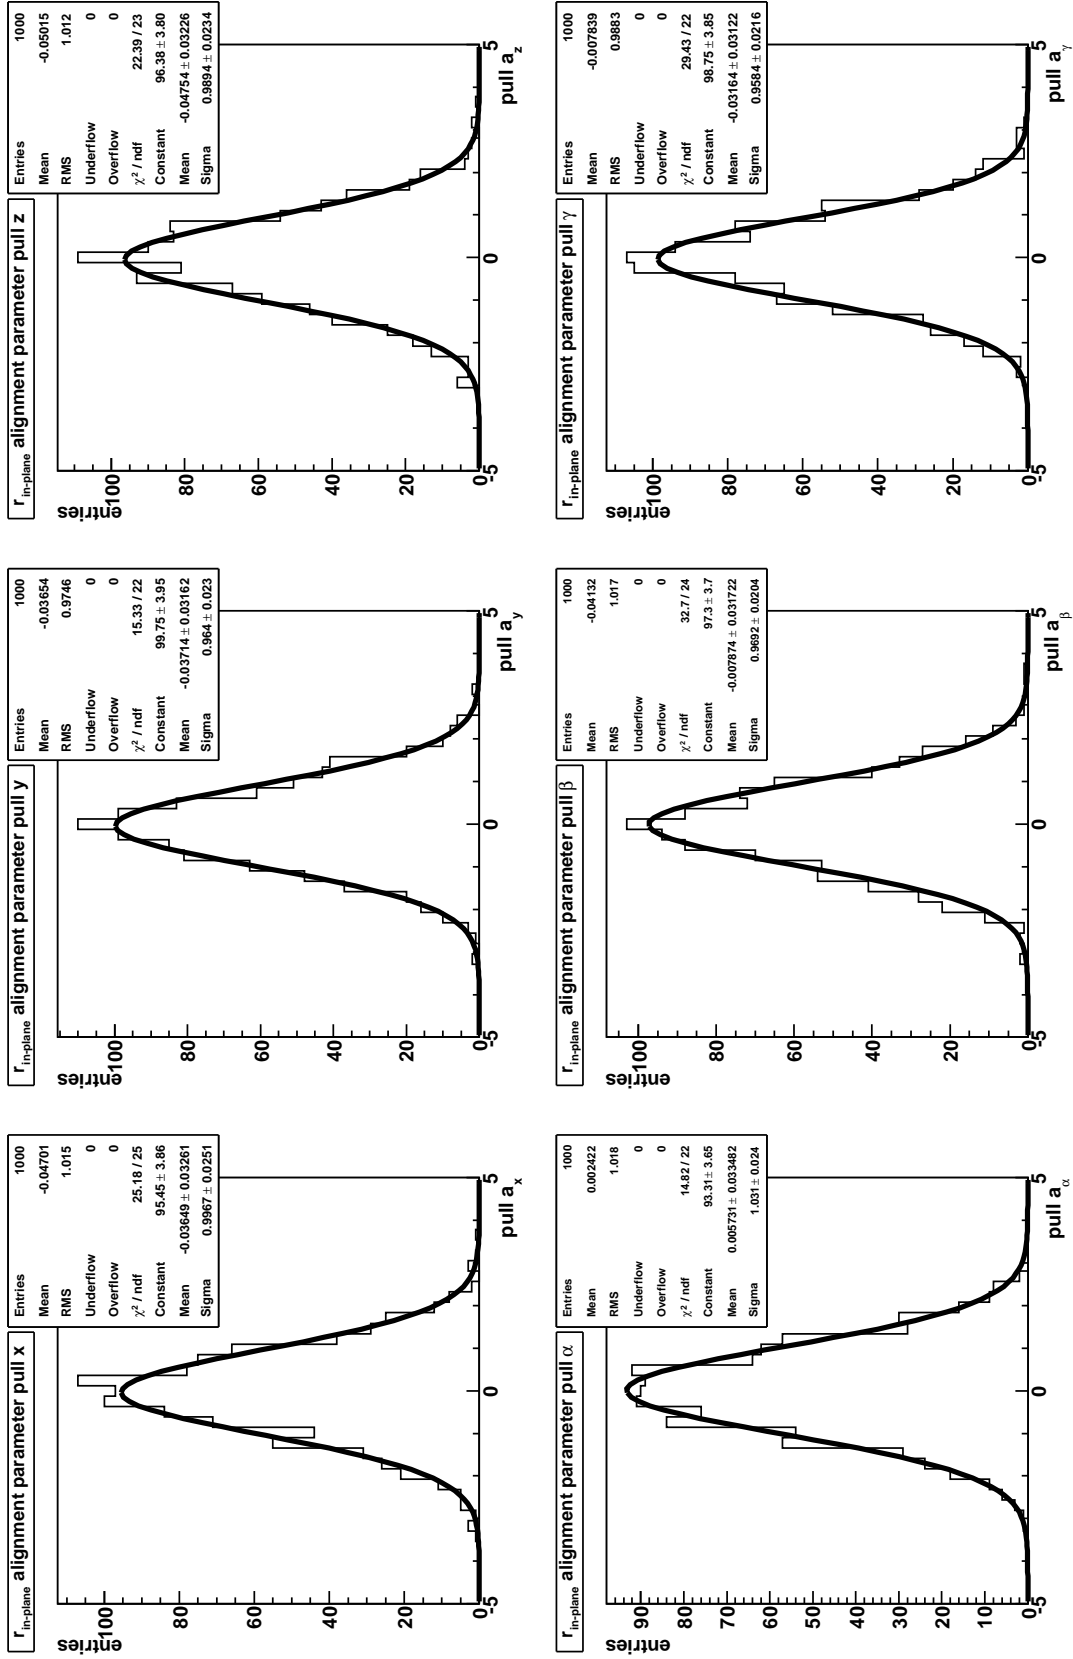 r in-plane alignment parameter pull x
Entries 1000
Mean -0.04701
RMS 1.015
Underflow 0
Overflow 0
χ² / ndf 25.18 / 25
Constant 95.45 ± 3.86
Mean -0.03649 ± 0.03261
Sigma 0.9967 ± 0.0251
entries
100
80
60
40
20
0
-5 0 5
pull a x
r in-plane alignment parameter pull y
Entries 1000
Mean -0.03654
RMS 0.9746
Underflow 0
Overflow 0
χ² / ndf 15.33 / 22
Constant 99.75 ± 3.95
Mean -0.03714 ± 0.03162
Sigma 0.964 ± 0.023
entries
100
80
60
40
20
0
-5 0 5
pull a y
r in-plane alignment parameter pull z
Entries 1000
Mean -0.05015
RMS 1.012
Underflow 0
Overflow 0
χ² / ndf 22.39 / 23
Constant 96.38 ± 3.80
Mean -0.04754 ± 0.03226
Sigma 0.9894 ± 0.0234
entries
100
80
60
40
20
0
-5 0 5
pull a z
r in-plane alignment parameter pull α
Entries 1000
Mean 0.002422
RMS 1.018
Underflow 0
Overflow 0
χ² / ndf 14.82 / 22
Constant 93.31 ± 3.65
Mean 0.005731 ± 0.033482
Sigma 1.031 ± 0.024
entries
90
80
70
60
50
40
30
20
10
0
-5 0 5
pull a α
r in-plane alignment parameter pull β
Entries 1000
Mean -0.04132
RMS 1.017
Underflow 0
Overflow 0
χ² / ndf 32.7 / 24
Constant 97.3 ± 3.7
Mean -0.007874 ± 0.031722
Sigma 0.9692 ± 0.0204
entries
100
80
60
40
20
0
-5 0 5
pull a β
r in-plane alignment parameter pull γ
Entries 1000
Mean -0.007839
RMS 0.9883
Underflow 0
Overflow 0
χ² / ndf 29.43 / 22
Constant 98.75 ± 3.85
Mean -0.03164 ± 0.03122
Sigma 0.9584 ± 0.0216
entries
100
80
60
40
20
0
-5 0 5
pull a γ